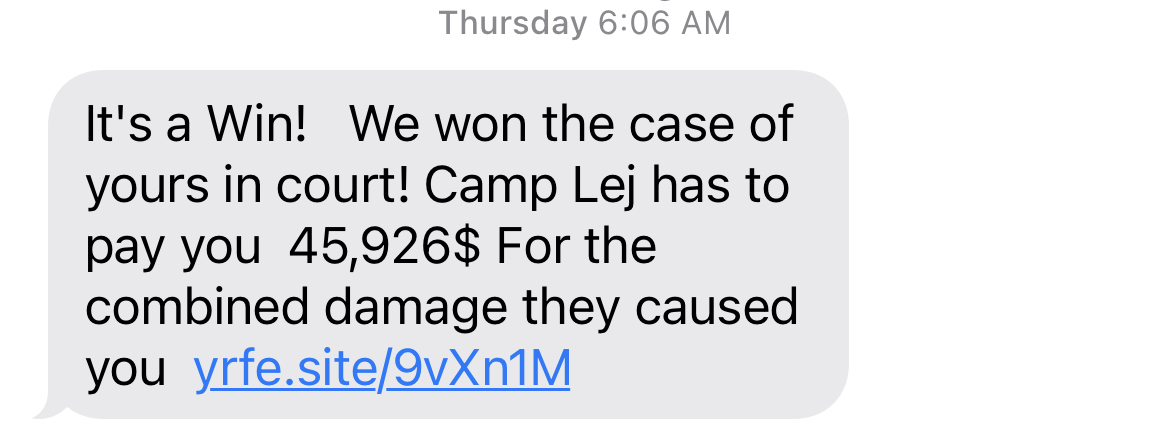 Thursday 6:06 AM
It's a Win!   We won the case of
yours in court! Camp Lej has to
pay you  45,926$ For the
combined damage they caused
you  yrfe.site/9vXn1M